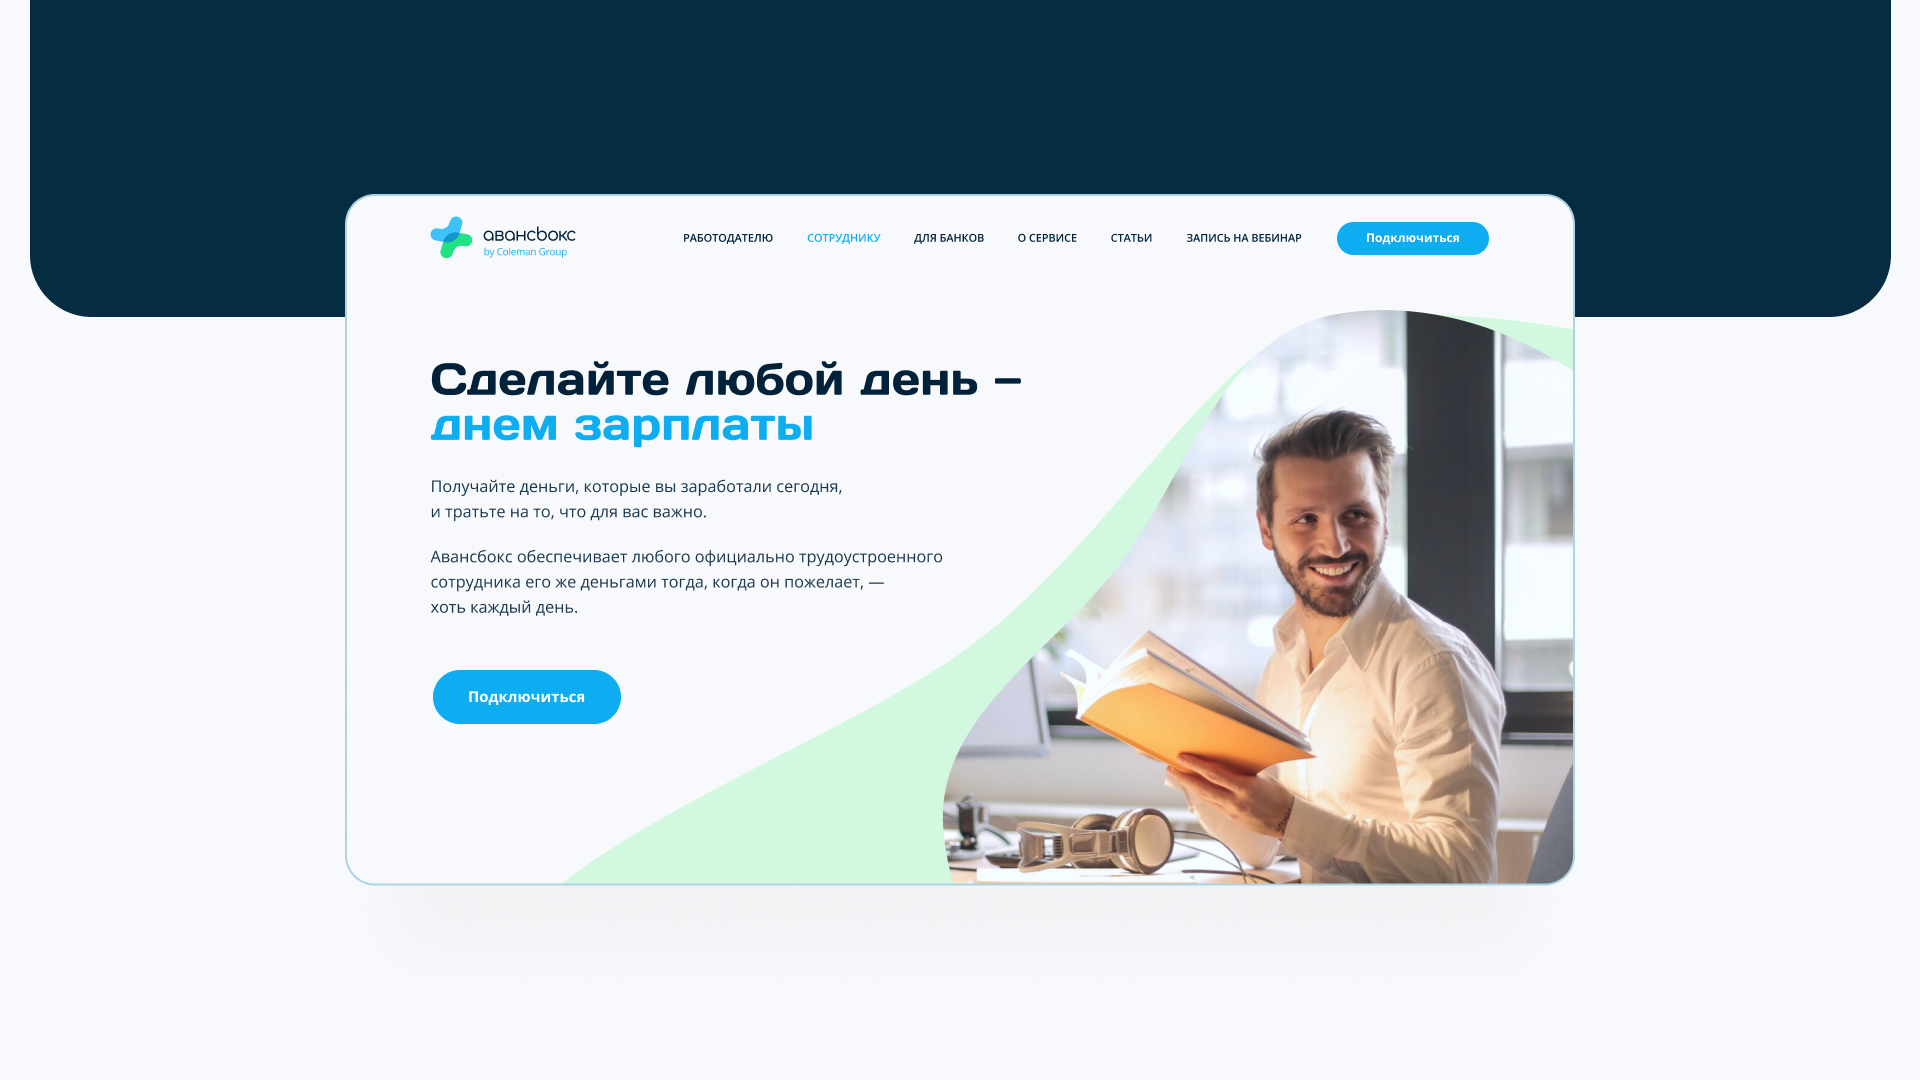 авансbокс
by Coleman Group
РАБОТОДАТЕЛЮ
СОТРУДНИКУ
ДЛЯ БАНКОВ
О СЕРВИСЕ
СТАТЬИ
ЗАПИСЬ НА ВЕБИНАР
Подключиться
Сделайте любой день –
днем зарплаты
Получайте деньги, которые вы заработали сегодня,
и тратьте на то, что для вас важно.
Авансбокс обеспечивает любого официально трудоустроенного
сотрудника его же деньгами тогда, когда он пожелает, —
хоть каждый день.
Подключиться